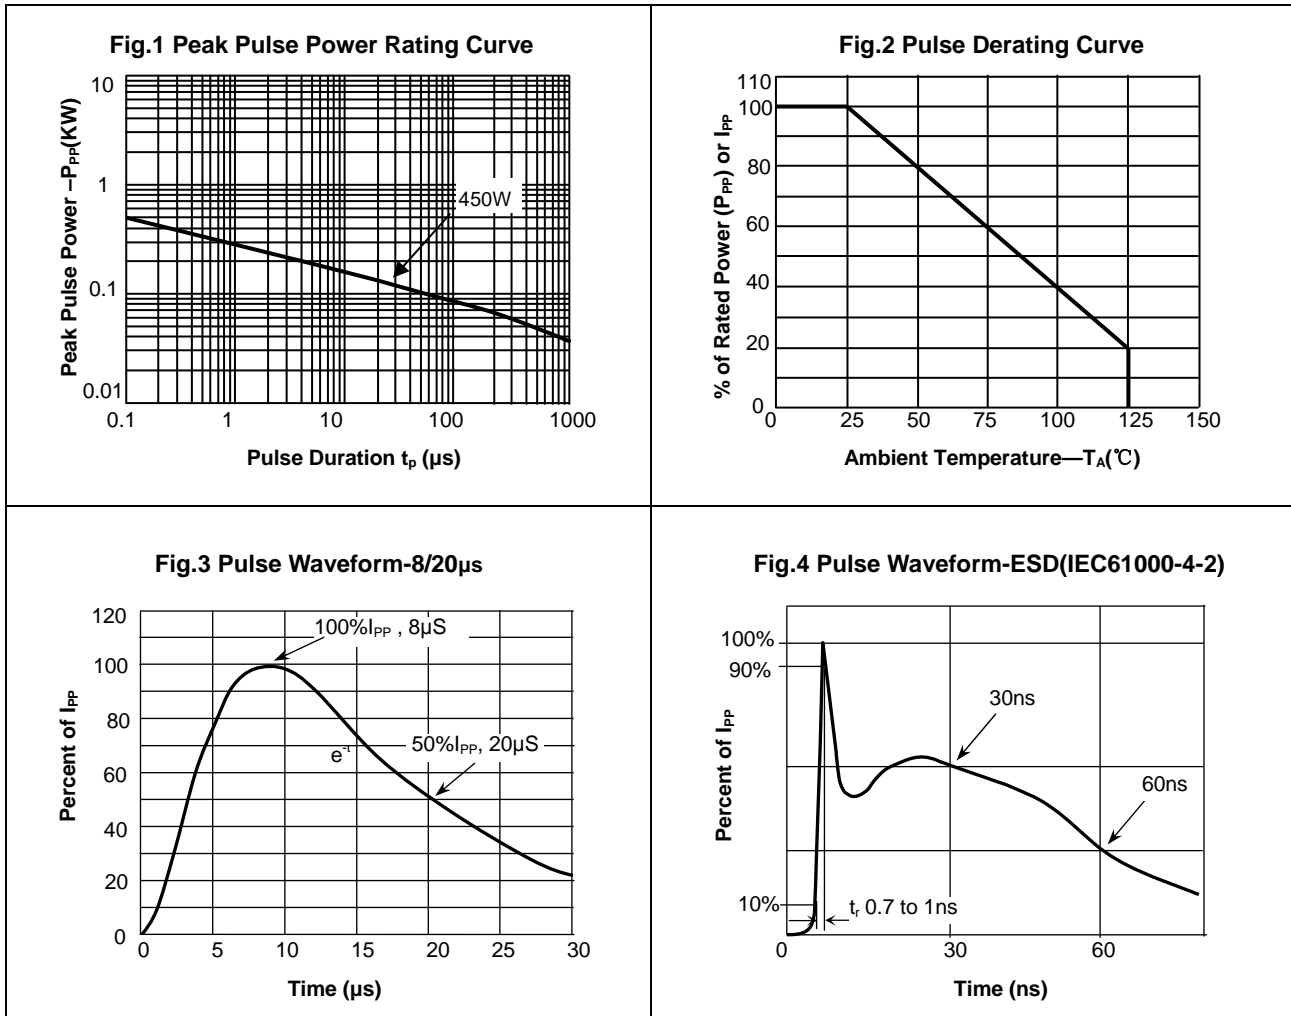 Fig.1 Peak Pulse Power Rating Curve
Peak Pulse Power –PPP(KW)
10
1
0.1
0.01
450W
0.1 1 10 100 1000
Pulse Duration tp (µs)
Fig.2 Pulse Derating Curve
% of Rated Power (PPP) or IPP
110
100
80
60
40
20
0
0 25 50 75 100 125 150
Ambient Temperature—TA(℃)
Fig.3 Pulse Waveform-8/20µs
Percent of IPP
120
100
80
60
40
20
0
100%IPP , 8µS
e-t
50%IPP, 20µS
0 5 10 15 20 25 30
Time (µs)
Fig.4 Pulse Waveform-ESD(IEC61000-4-2)
Percent of IPP
100%
90%
10%
30ns
60ns
tr 0.7 to 1ns
0 30 60
Time (ns)